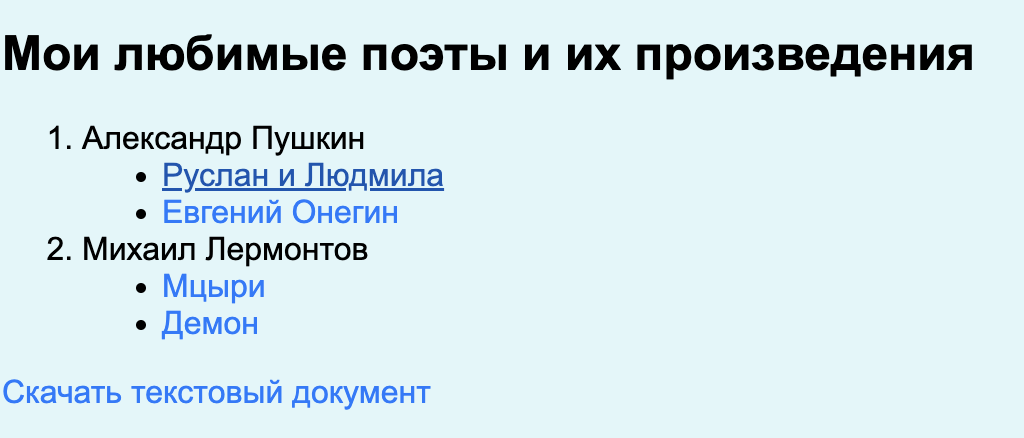 Мои любимые поэты и их произведения
1. Александр Пушкин
• Руслан и Людмила
• Евгений Онегин
2. Михаил Лермонтов
• Мцыри
• Демон
Скачать текстовый документ